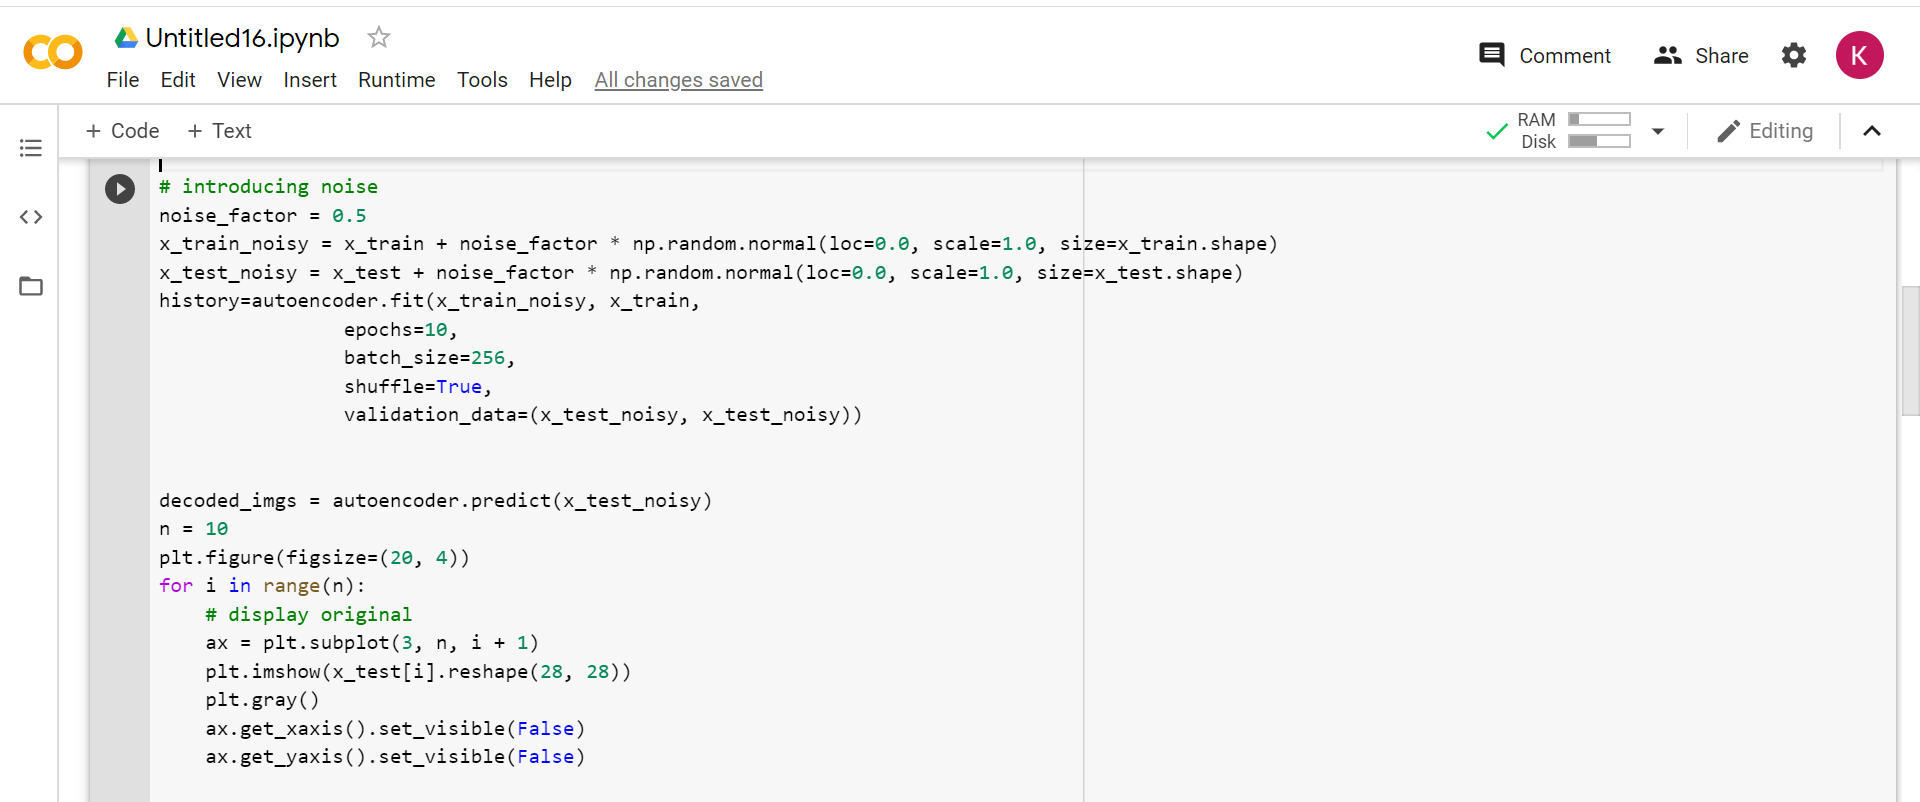 Untitled16.ipynb
Comment
Share
K
File Edit View Insert Runtime Tools Help All changes saved
+ Code + Text
RAM
Disk
Editing
# introducing noise
noise_factor = 0.5
x_train_noisy = x_train + noise_factor * np.random.normal(loc=0.0, scale=1.0, size=x_train.shape)
x_test_noisy = x_test + noise_factor * np.random.normal(loc=0.0, scale=1.0, size=x_test.shape)
history=autoencoder.fit(x_train_noisy, x_train,
                epochs=10,
                batch_size=256,
                shuffle=True,
                validation_data=(x_test_noisy, x_test_noisy))
decoded_imgs = autoencoder.predict(x_test_noisy)
n = 10
plt.figure(figsize=(20, 4))
for i in range(n):
    # display original
    ax = plt.subplot(3, n, i + 1)
    plt.imshow(x_test[i].reshape(28, 28))
    plt.gray()
    ax.get_xaxis().set_visible(False)
    ax.get_yaxis().set_visible(False)